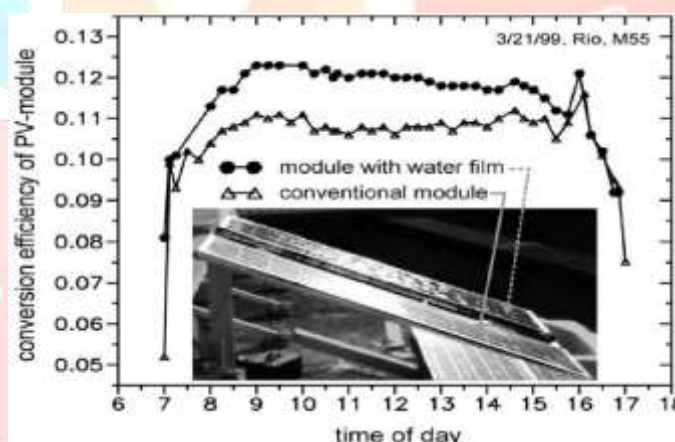 0.13
0.12
0.11
0.10
0.09
0.08
0.07
0.06
0.05
conversion efficiency of PV-module
3/21/99, Rio, M55
module with water film
conventional module
6 7 8 9 10 11 12 13 14 15 16 17 18
time of day